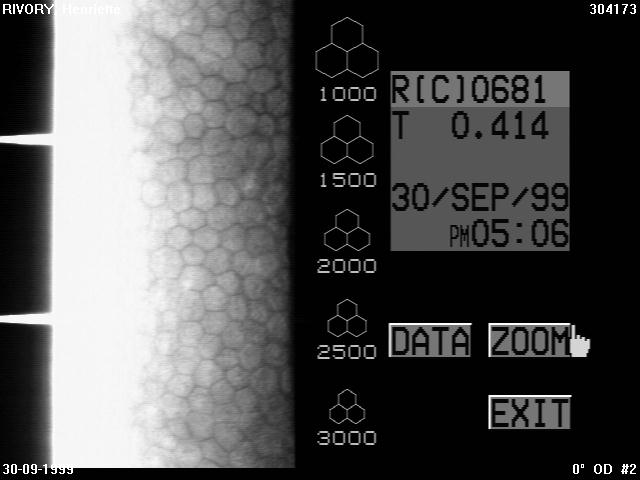 RIVORY, Henriette
304173
1000
1500
2000
2500
3000
R[C]0681
T 0.414
30/SEP/99
PM05:06
DATA ZOOM
EXIT
30-09-1999
0° OD #2